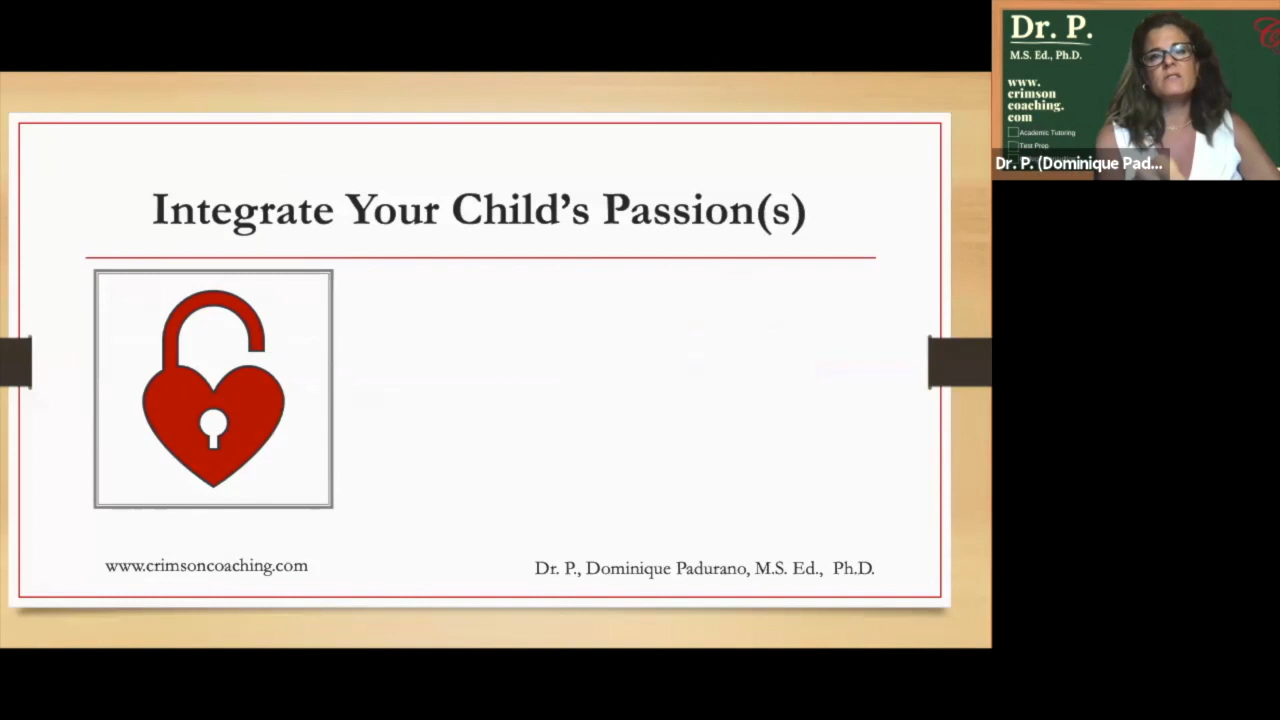 Integrate Your Child's Passion(s)
www.crimsoncoaching.com
Dr. P., Dominique Padurano, M.S. Ed., Ph.D.
Dr. P.
M.S. Ed., Ph.D.
www.
crimson
coaching.
com
Academic Tutoring
Test Prep
Dr. P. (Dominique Pad...